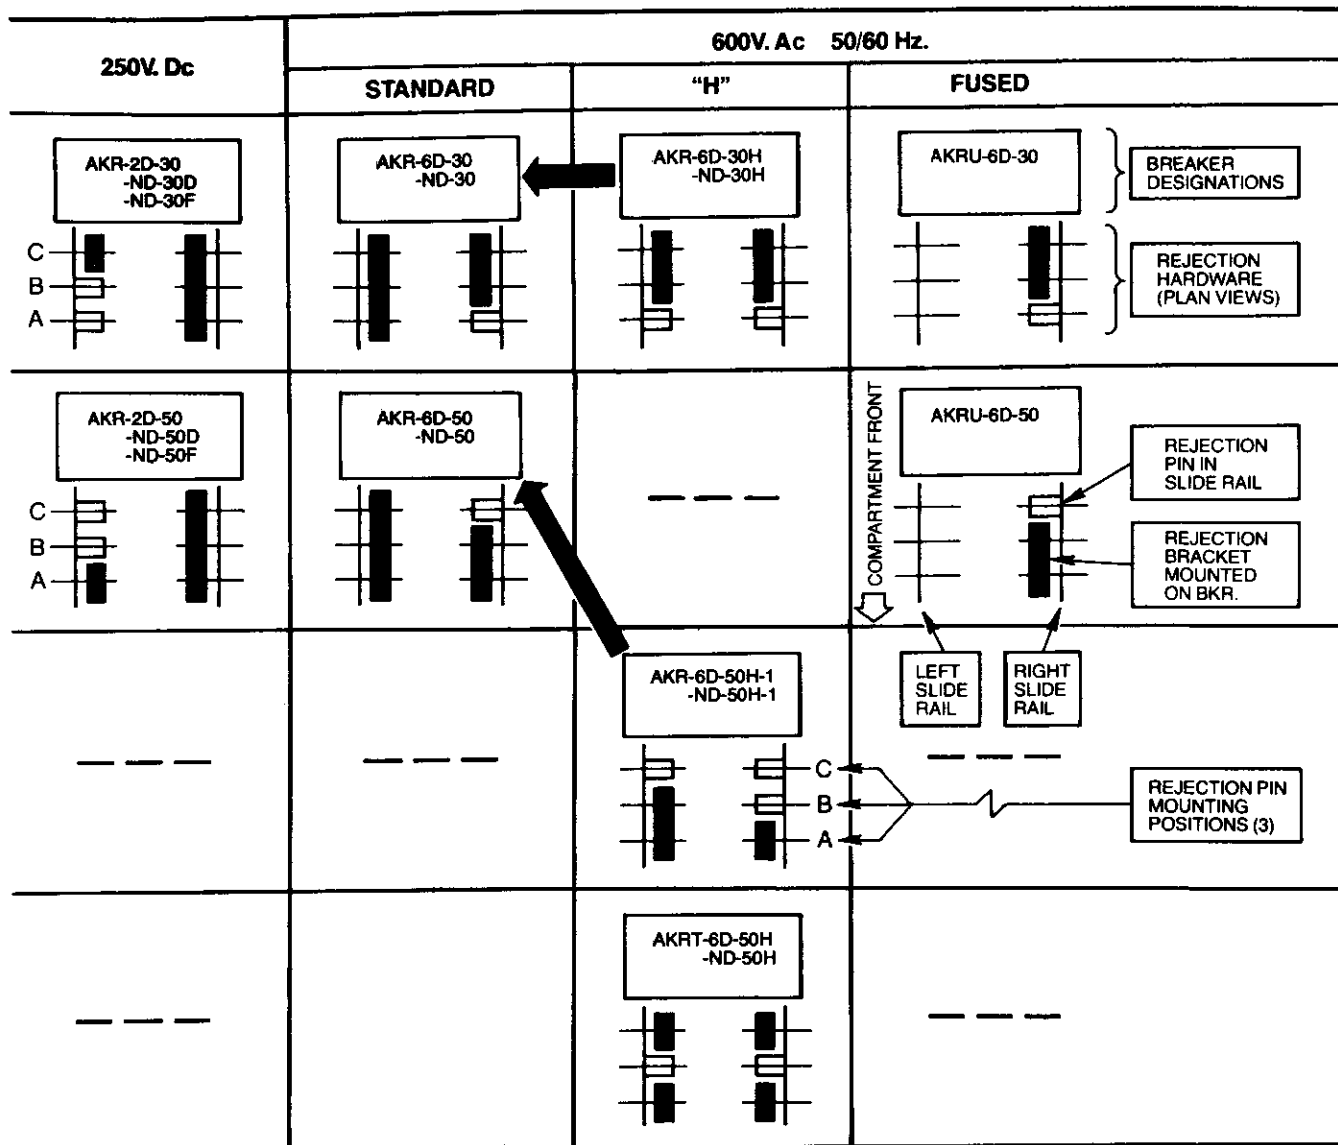 250V. Dc
600V. Ac 50/60 Hz.
STANDARD
“H”
FUSED
AKR-2D-30
-ND-30D
-ND-30F
AKR-6D-30
-ND-30
AKR-6D-30H
-ND-30H
AKRU-6D-30
BREAKER
DESIGNATIONS
C
B
A
REJECTION
HARDWARE
(PLAN VIEWS)
AKR-2D-50
-ND-50D
-ND-50F
AKR-6D-50
-ND-50
COMPARTMENT FRONT
AKRU-6D-50
C
B
A
REJECTION
PIN IN
SLIDE RAIL
REJECTION
BRACKET
MOUNTED
ON BKR.
AKR-6D-50H-1
-ND-50H-1
LEFT
SLIDE
RAIL
RIGHT
SLIDE
RAIL
C
B
A
REJECTION PIN
MOUNTING
POSITIONS (3)
AKRT-6D-50H
-ND-50H